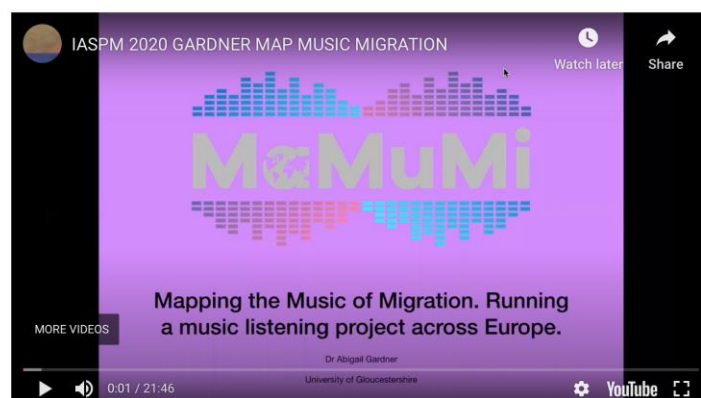 IASPM 2020 GARDNER MAP MUSIC MIGRATION
Watch later
Share
MaMuMi
Mapping the Music of Migration. Running
a music listening project across Europe.
MORE VIDEOS
Dr Abigail Gardner
University of Gloucestershire
0:01 / 21:46
YouTube